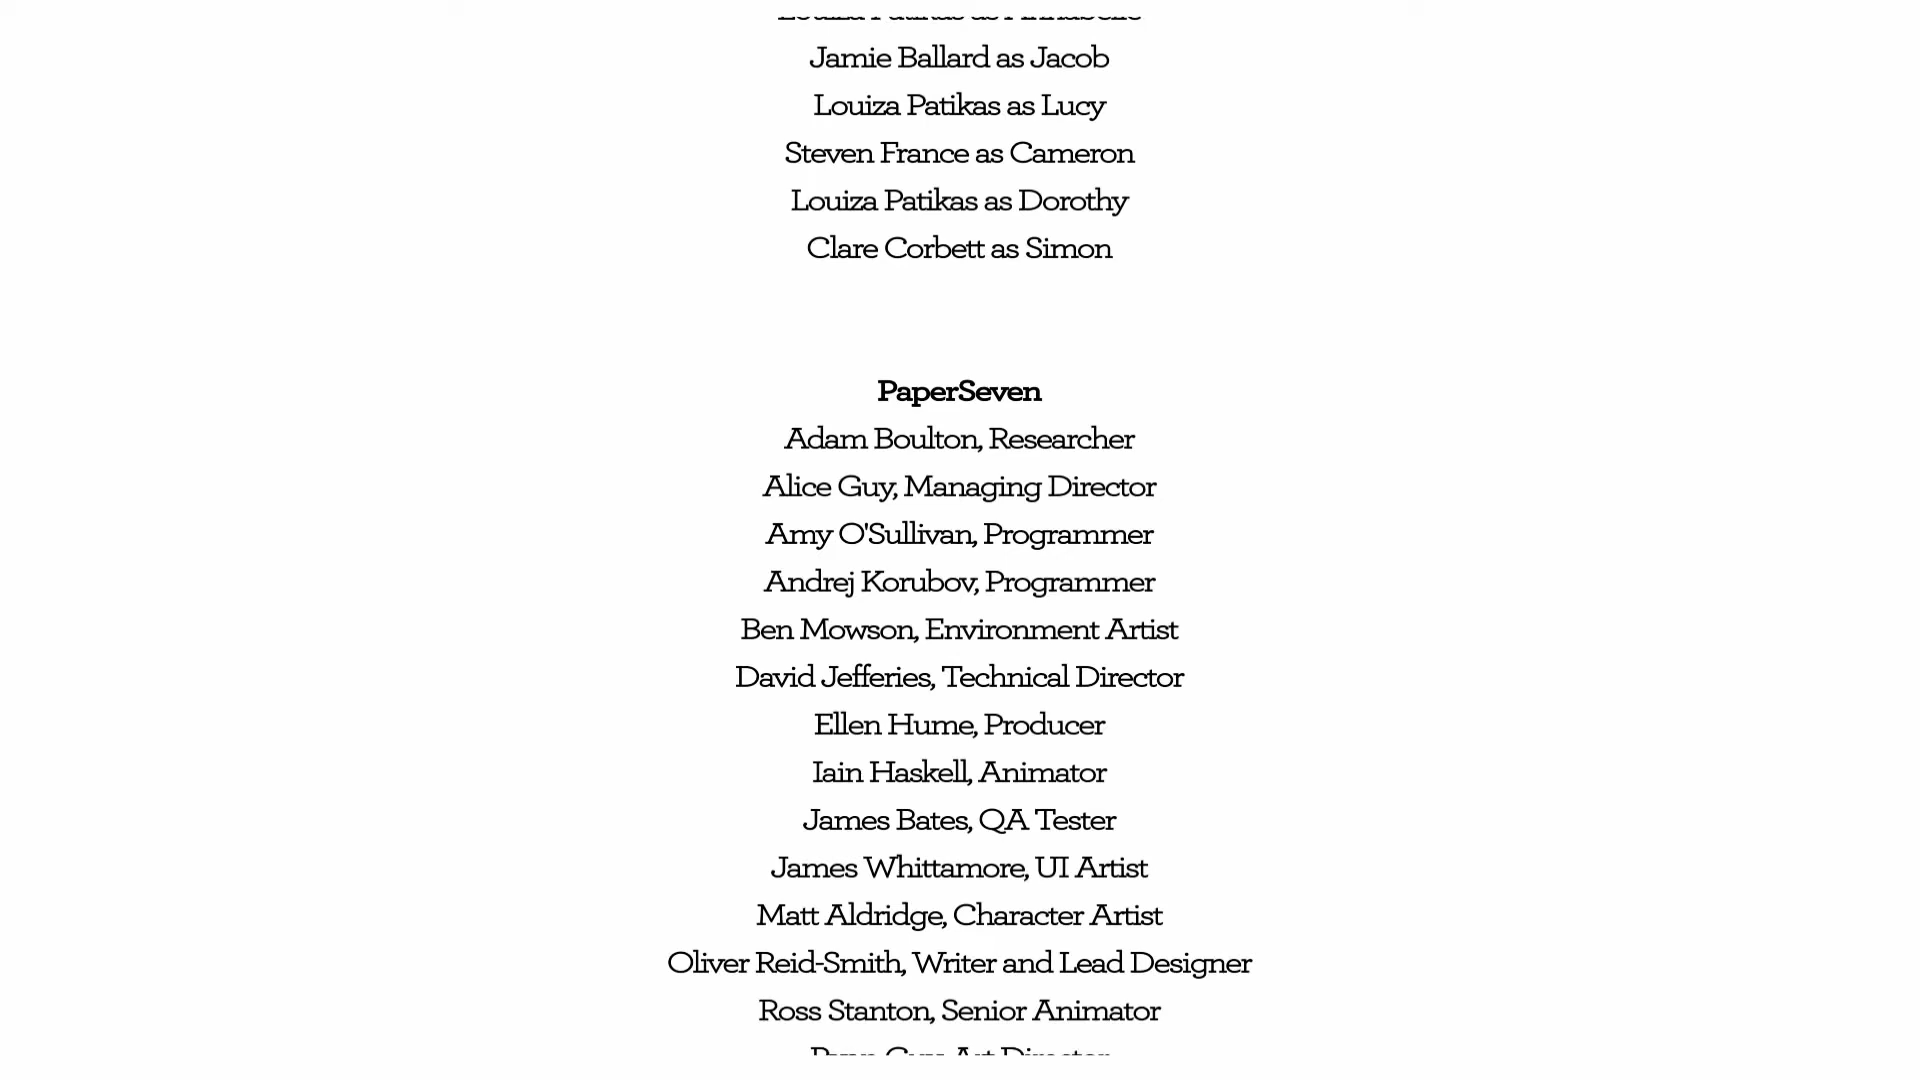 Jamie Ballard as Jacob
Louiza Patikas as Lucy
Steven France as Cameron
Louiza Patikas as Dorothy
Clare Corbett as Simon
PaperSeven
Adam Boulton, Researcher
Alice Guy, Managing Director
Amy O'Sullivan, Programmer
Andrej Korubov, Programmer
Ben Mowson, Environment Artist
David Jefferies, Technical Director
Ellen Hume, Producer
Iain Haskell, Animator
James Bates, QA Tester
James Whittamore, UI Artist
Matt Aldridge, Character Artist
Oliver Reid-Smith, Writer and Lead Designer
Ross Stanton, Senior Animator